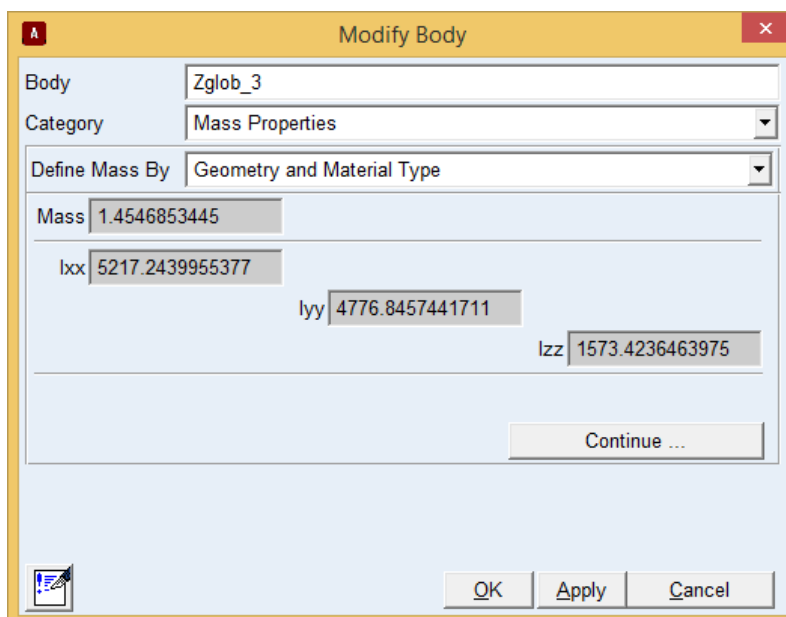 A
Modify Body
×
Body Zglob_3
Category Mass Properties
Define Mass By Geometry and Material Type
Mass 1.4546853445
Ixx 5217.2439955377
Iyy 4776.8457441711
Izz 1573.4236463975
Continue ...
OK Apply Cancel